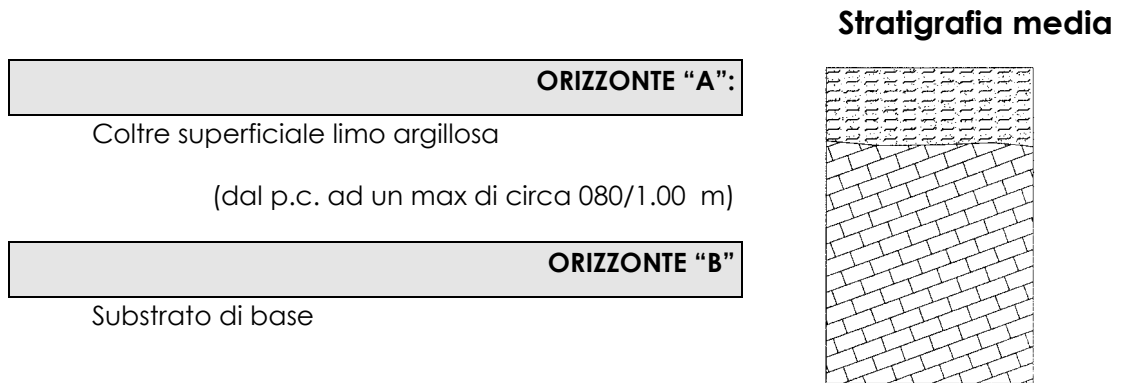 Stratigrafia media
ORIZZONTE “A”:
Coltre superficiale limo argillosa
(dal p.c. ad un max di circa 080/1.00 m)
ORIZZONTE “B”
Substrato di base